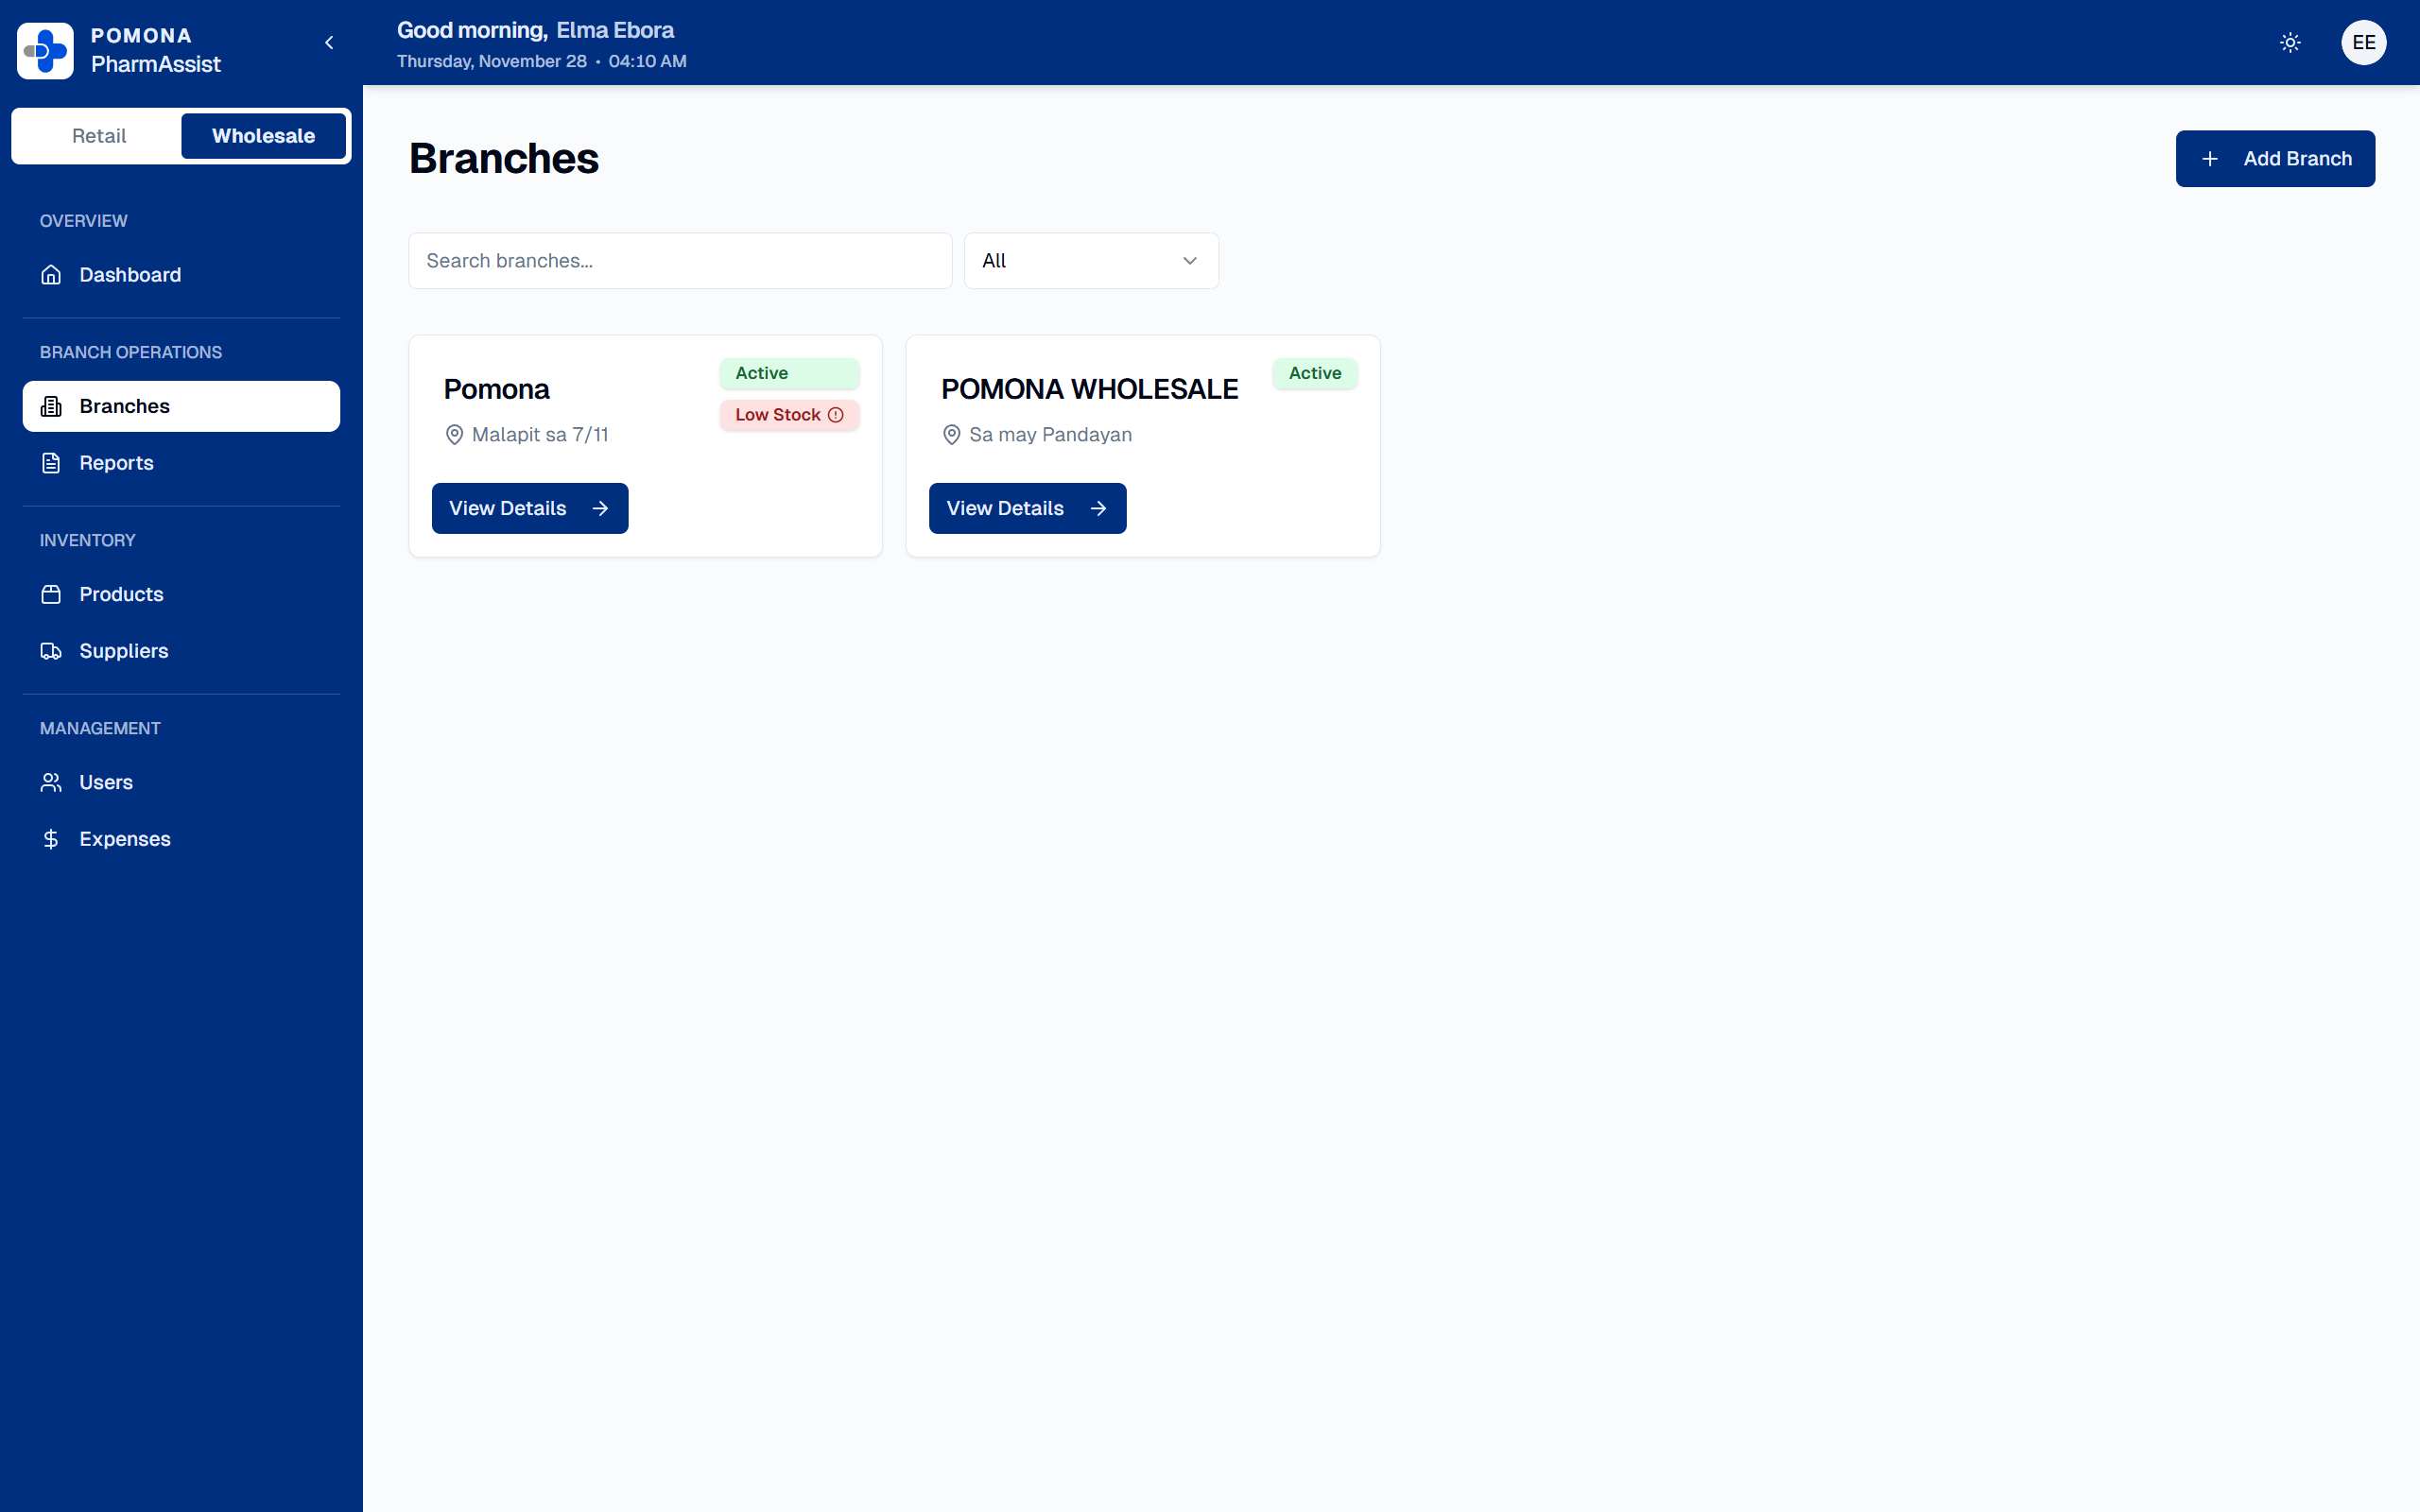 POMONA
PharmAssist
Good morning, Elma Ebora
Thursday, November 28 • 04:10 AM
EE
Retail
Wholesale
OVERVIEW
Dashboard
BRANCH OPERATIONS
Branches
Reports
INVENTORY
Products
Suppliers
MANAGEMENT
Users
Expenses
Branches
+ Add Branch
Search branches...
All
Pomona
Active
Low Stock
Malapit sa 7/11
View Details
POMONA WHOLESALE
Active
Sa may Pandayan
View Details